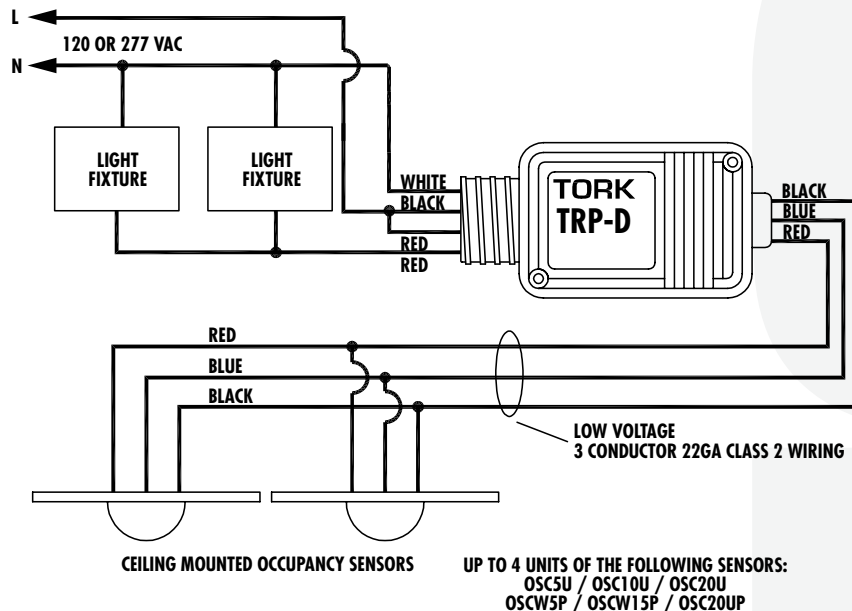 L
120 OR 277 VAC
N
LIGHT
FIXTURE
LIGHT
FIXTURE
WHITE
BLACK
RED
RED
TORK
TRP-D
BLACK
BLUE
RED
RED
BLUE
BLACK
LOW VOLTAGE
3 CONDUCTOR 22GA CLASS 2 WIRING
CEILING MOUNTED OCCUPANCY SENSORS
UP TO 4 UNITS OF THE FOLLOWING SENSORS:
OSC5U / OSC10U / OSC20U
OSCW5P / OSCW15P / OSC20UP